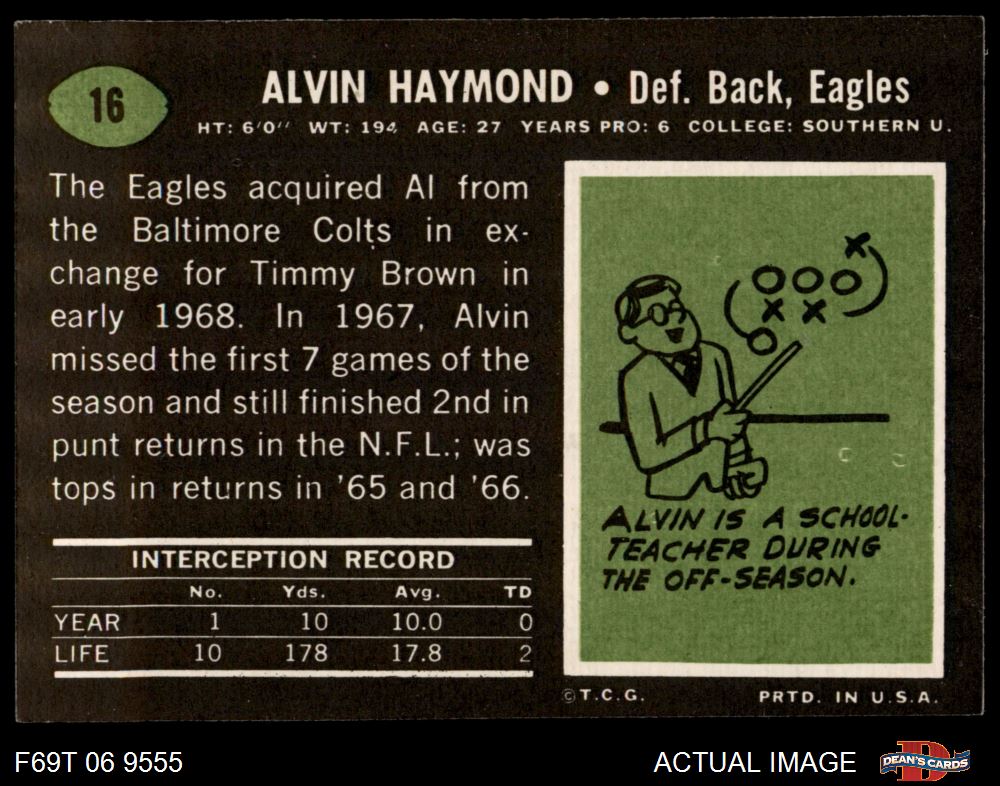 16
ALVIN HAYMOND • Def. Back, Eagles
HT: 6'0" WT: 194 AGE: 27 YEARS PRO: 6 COLLEGE: SOUTHERN U.
The Eagles acquired Al from
the Baltimore Colts in ex-
change for Timmy Brown in
early 1968. In 1967, Alvin
missed the first 7 games of the
season and still finished 2nd in
punt returns in the N.F.L.; was
tops in returns in '65 and '66.
INTERCEPTION RECORD
No. Yds. Avg. TD
YEAR 1 10 10.0 0
LIFE 10 178 17.8 2
ALVIN IS A SCHOOL-
TEACHER DURING
THE OFF-SEASON.
©T.C.G. PRTD. IN U.S.A.
F69T 06 9555 ACTUAL IMAGE
DEAN'S CARDS